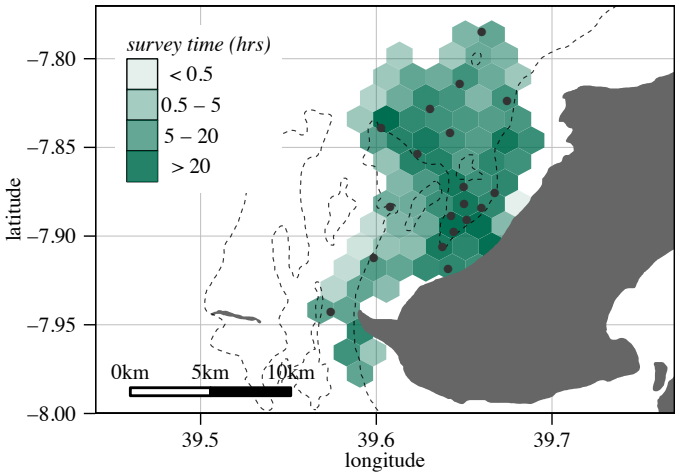 survey time (hrs)
< 0.5
0.5 – 5
5 – 20
> 20
−7.80
−7.85
−7.90
−7.95
−8.00
latitude
0km 5km 10km
39.5 39.6 39.7
longitude